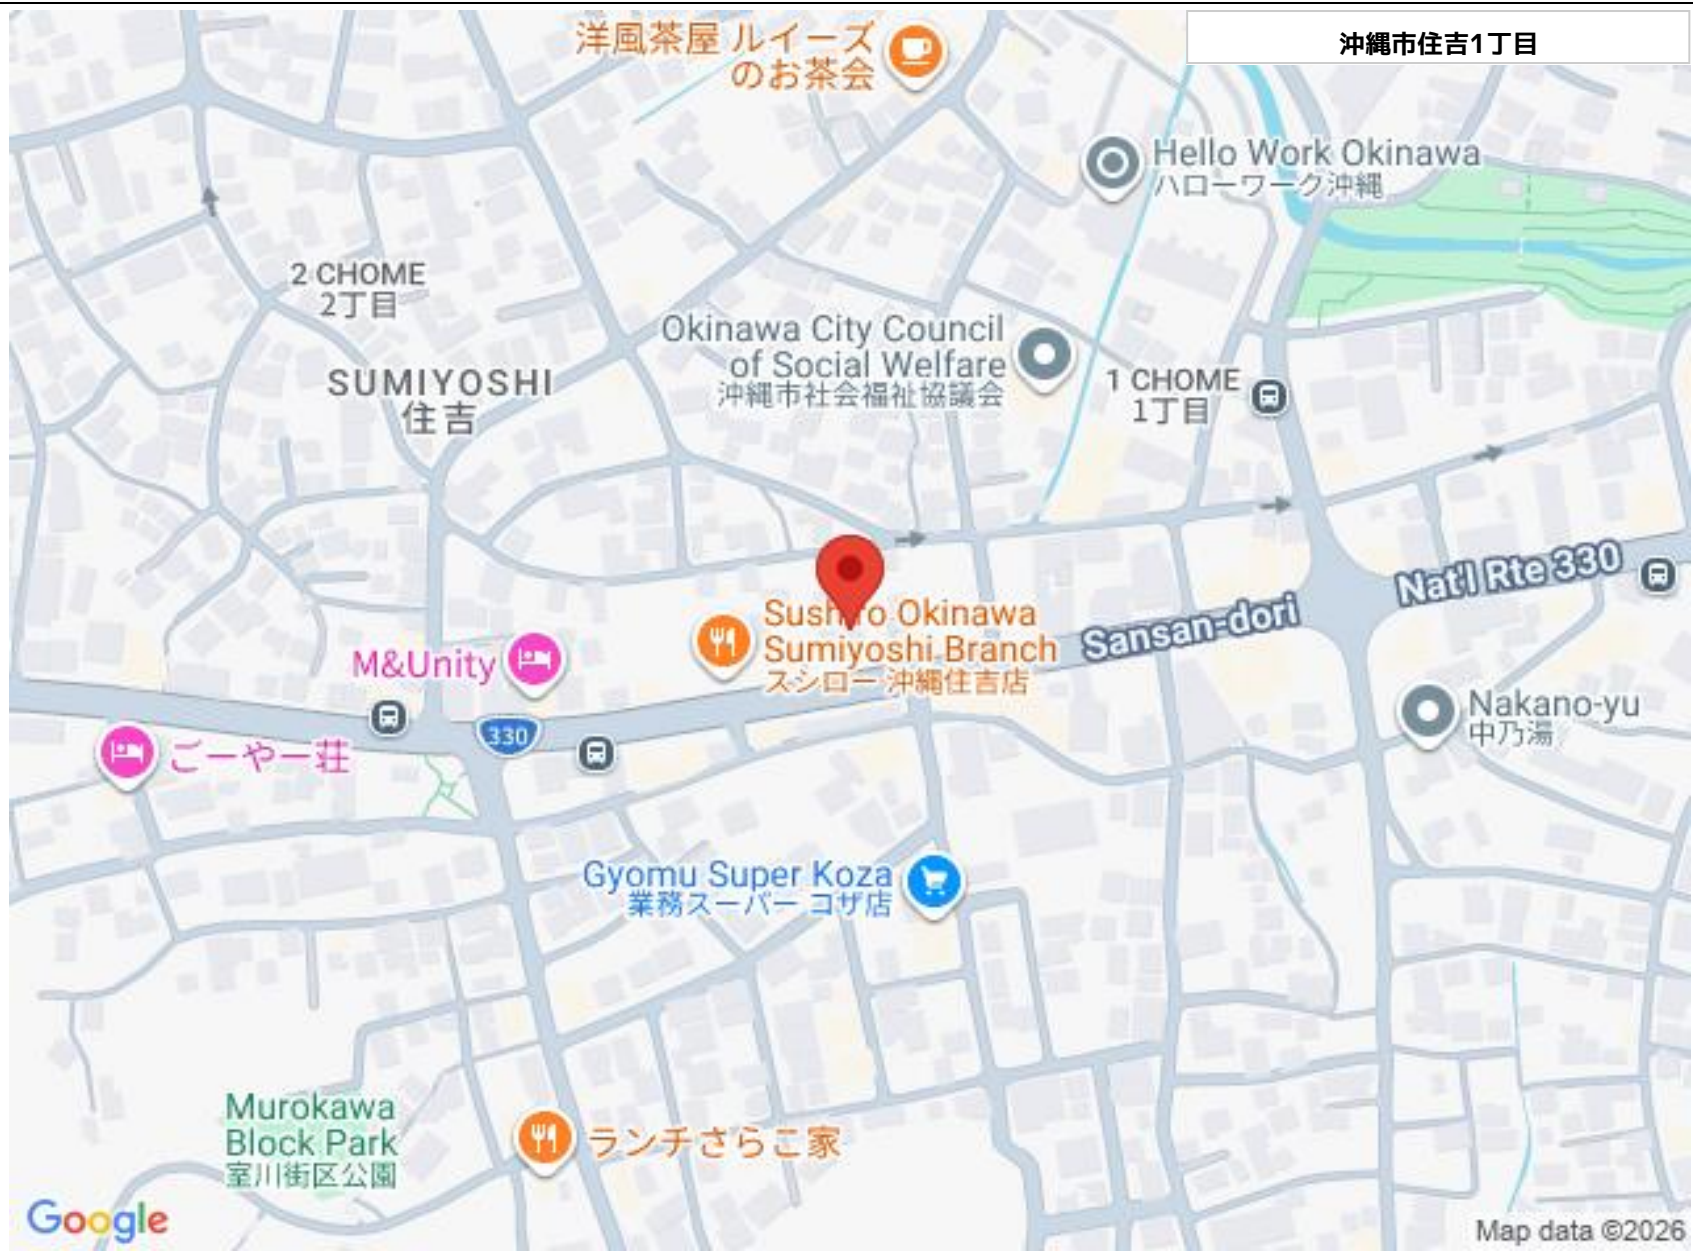 沖縄市住吉1丁目
洋風茶屋 ルイーズ
のお茶会
Hello Work Okinawa
ハローワーク沖縄
2 CHOME
2丁目
Okinawa City Council
of Social Welfare
沖縄市社会福祉協議会
SUMIYOSHI
住吉
1 CHOME
1丁目
Nat'l Rte 330
Sushiro Okinawa
Sumiyoshi Branch
スシロー 沖縄住吉店
Sansan-dori
M&Unity
Nakano-yu
中乃湯
330
ごーやー荘
Gyomu Super Koza
業務スーパー コザ店
Murokawa
Block Park
室川街区公園
ランチさらこ家
Google
Map data ©2026